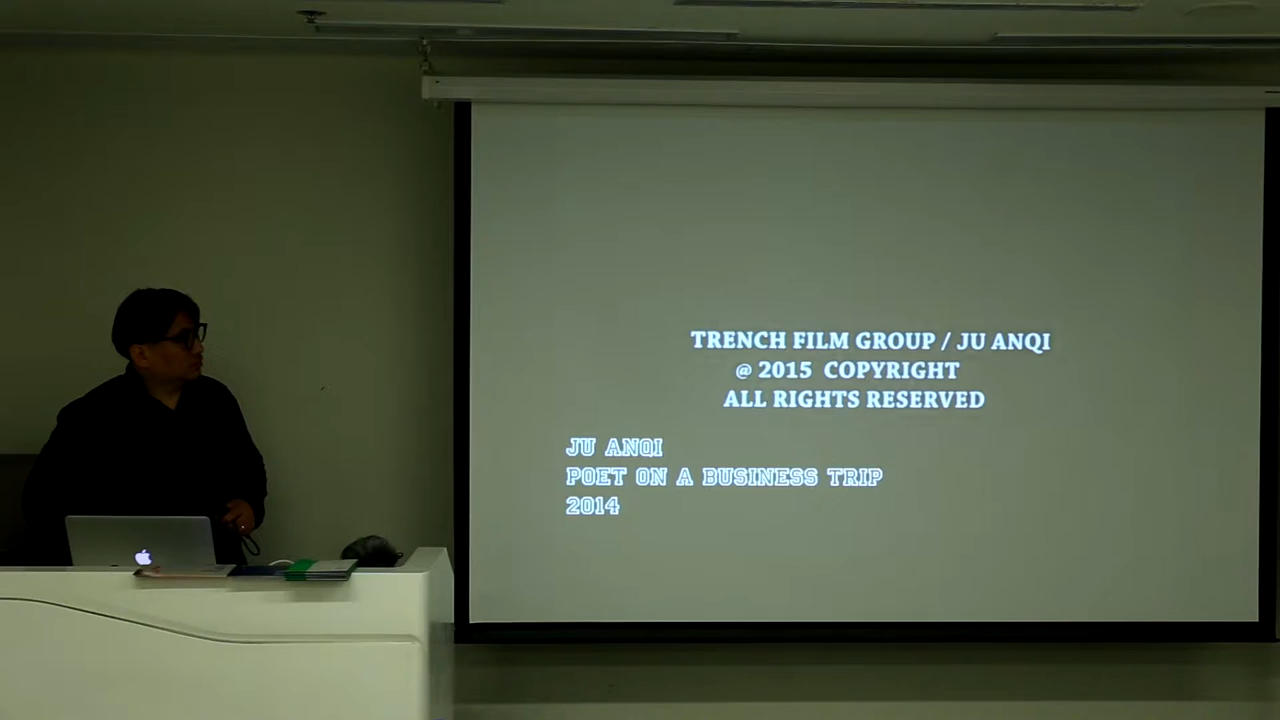 TRENCH FILM GROUP / JU ANQI
@ 2015 COPYRIGHT
ALL RIGHTS RESERVED
JU ANQI
POET ON A BUSINESS TRIP
2014